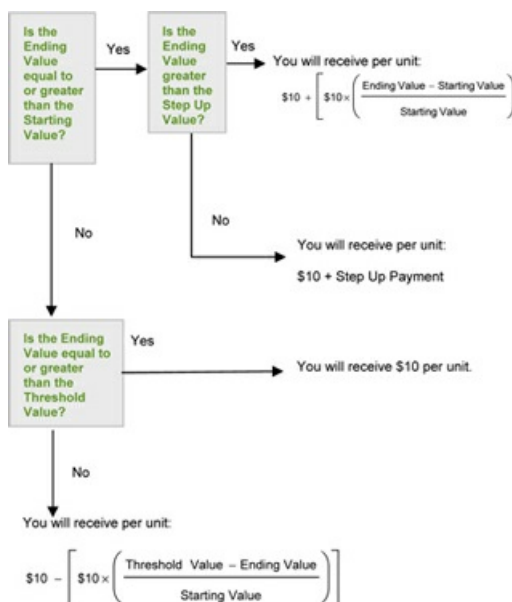 Is the
Ending
Value
equal to
or greater
than the
Starting
Value?
Yes
Is the
Ending
Value
greater
than the
Step Up
Value?
Yes
You will receive per unit:
$10 + [ $10 × ( Ending Value – Starting Value
Starting Value )
No
You will receive per unit:
$10 + Step Up Payment
No
Is the Ending
Value equal to
or greater
than the
Threshold
Value?
Yes
You will receive $10 per unit.
No
You will receive per unit:
$10 – [ $10 × ( Threshold Value – Ending Value
Starting Value ) ]